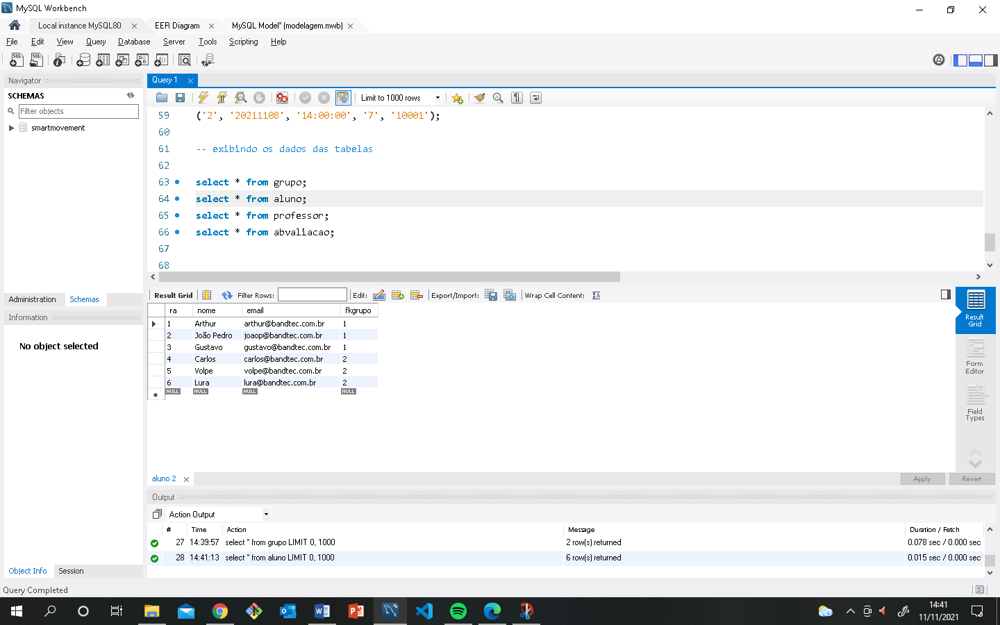 MySQL Workbench
Local instance MySQL80
EER Diagram
MySQL Model* (modelagem.mwb)
File Edit View Query Database Server Tools Scripting Help
Navigator
SCHEMAS
Filter objects
smartmovement
Administration Schemas
Information
No object selected
Object Info Session
Query 1
Limit to 1000 rows
59 ('2', '20211108', '14:00:00', '7', '10001');
60
61 -- exibindo os dados das tabelas
62
63 select * from grupo;
64 select * from aluno;
65 select * from professor;
66 select * from abvaliacao;
67
68
Result Grid Filter Rows: Edit: Export/Import: Wrap Cell Content:
ra nome email fkgrupo
1 Arthur arthur@bandtec.com.br 1
2 João Pedro joaop@bandtec.com.br 1
3 Gustavo gustavo@bandtec.com.br 1
4 Carlos carlos@bandtec.com.br 2
5 Volpe volpe@bandtec.com.br 2
6 Lura lura@bandtec.com.br 2
NULL NULL NULL NULL
Result
Grid
Form
Editor
Field
Types
aluno 2
Apply Revert
Output
Action Output
# Time Action Message Duration / Fetch
27 14:39:57 select * from grupo LIMIT 0, 1000 2 row(s) returned 0.078 sec / 0.000 sec
28 14:41:13 select * from aluno LIMIT 0, 1000 6 row(s) returned 0.015 sec / 0.000 sec
Query Completed
14:41
11/11/2021